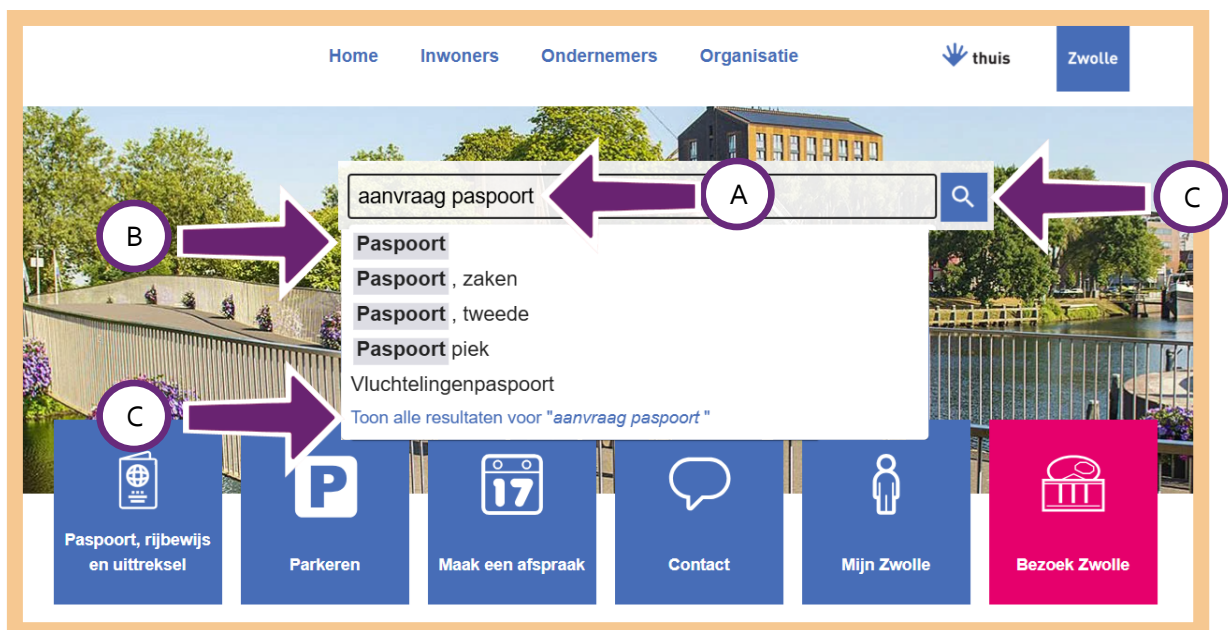 Home Inwoners Ondernemers Organisatie thuis Zwolle
aanvraag paspoort
A
C
B
Paspoort
Paspoort , zaken
Paspoort , tweede
Paspoort piek
Vluchtelingenpaspoort
C
Toon alle resultaten voor "aanvraag paspoort "
P
17
Paspoort, rijbewijs
en uittreksel
Parkeren
Maak een afspraak
Contact
Mijn Zwolle
Bezoek Zwolle